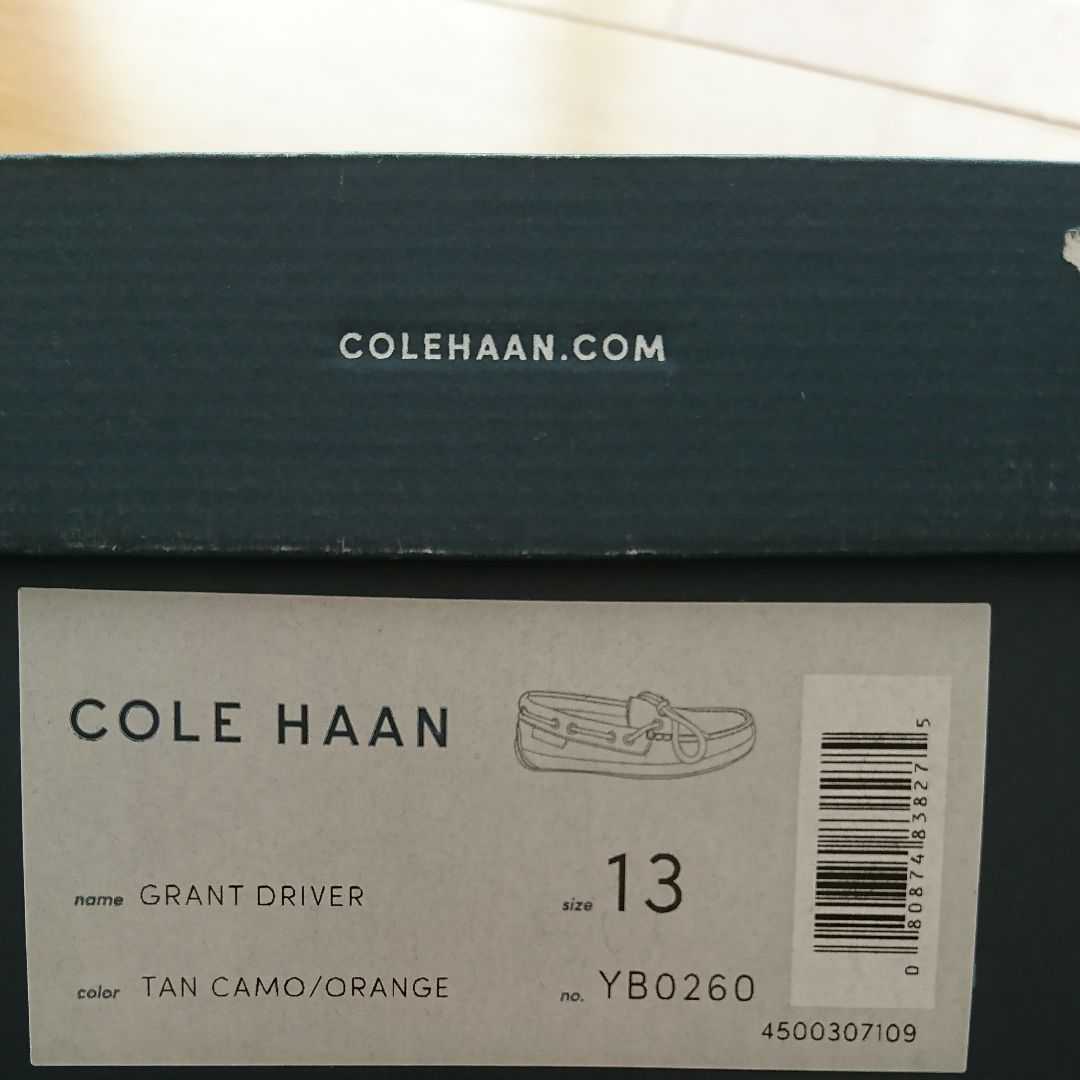 COLEHAAN.COM
COLE HAAN
name GRANT DRIVER
size 13
color TAN CAMO/ORANGE
no. YB0260
0 80874 83827 5
4500307109